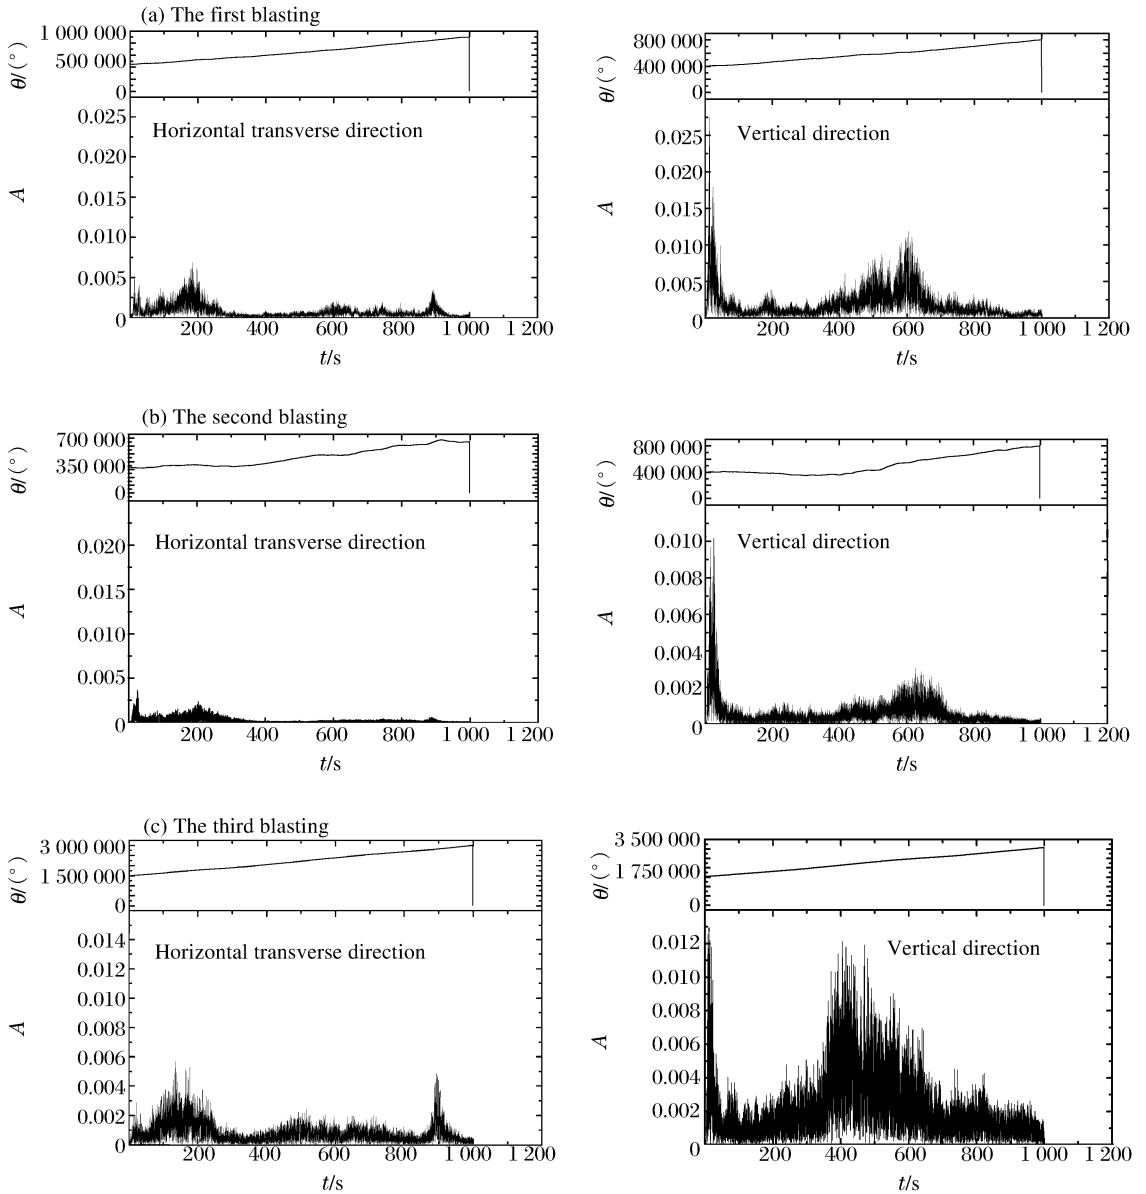 (a) The first blasting
1 000 000
500 000
0
θ/(°)
0.025
0.020
0.015
0.010
0.005
0
A
Horizontal transverse direction
200 400 600 800 1 000 1 200
t/s
800 000
400 000
0
θ/(°)
0.025
0.020
0.015
0.010
0.005
0
A
Vertical direction
200 400 600 800 1 000 1 200
t/s
(b) The second blasting
700 000
350 000
0
θ/(°)
0.020
0.015
0.010
0.005
0
A
Horizontal transverse direction
200 400 600 800 1 000 1 200
t/s
800 000
400 000
0
θ/(°)
0.010
0.008
0.006
0.004
0.002
0
A
Vertical direction
200 400 600 800 1 000 1 200
t/s
(c) The third blasting
3 000 000
1 500 000
0
θ/(°)
0.014
0.012
0.010
0.008
0.006
0.004
0.002
0
A
Horizontal transverse direction
200 400 600 800 1 000 1 200
t/s
3 500 000
1 750 000
0
θ/(°)
0.012
0.010
0.008
0.006
0.004
0.002
0
A
Vertical direction
200 400 600 800 1 000 1 200
t/s